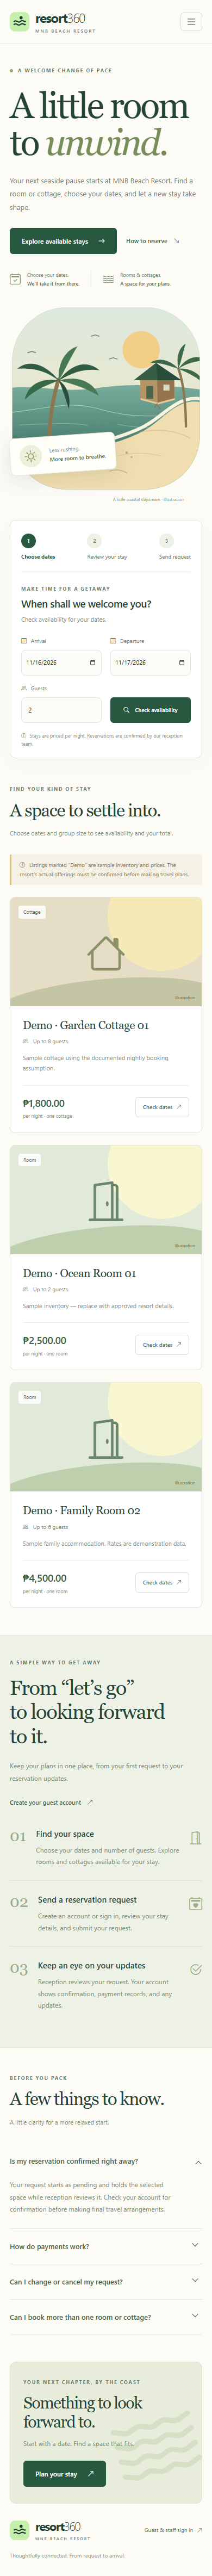 resort360
MNB BEACH RESORT
A WELCOME CHANGE OF PACE
A little room
to unwind.
Your next seaside pause starts at MNB Beach Resort. Find a
room or cottage, choose your dates, and let a new stay take
shape.
Explore available stays
How to reserve
Choose your dates.
We'll take it from there.
Rooms & cottages.
A space for your plans.
Less rushing.
More room to breathe.
A little coastal daydream · Illustration
1
2
3
Choose dates
Review your stay
Send request
MAKE TIME FOR A GETAWAY
When shall we welcome you?
Check availability for your dates.
Arrival
Departure
11/16/2026
11/17/2026
Guests
2
Check availability
Stays are priced per night. Reservations are confirmed by our reception
team.
FIND YOUR KIND OF STAY
A space to settle into.
Choose dates and group size to see availability and your total.
Listings marked “Demo” are sample inventory and prices. The
resort's actual offerings must be confirmed before making travel plans.
Cottage
Illustration
Demo · Garden Cottage 01
Up to 8 guests
Sample cottage using the documented nightly booking
assumption.
₱1,800.00
per night · one cottage
Check dates
Room
Illustration
Demo · Ocean Room 01
Up to 2 guests
Sample inventory — replace with approved resort details.
₱2,500.00
per night · one room
Check dates
Room
Illustration
Demo · Family Room 02
Up to 6 guests
Sample family accommodation. Rates are demonstration data.
₱4,500.00
per night · one room
Check dates
A SIMPLE WAY TO GET AWAY
From “let’s go”
to looking forward
to it.
Keep your plans in one place, from your first request to your
reservation updates.
Create your guest account
01
Find your space
Choose your dates and number of guests. Explore
rooms and cottages available for your stay.
02
Send a reservation request
Create an account or sign in, review your stay
details, and submit your request.
03
Keep an eye on your updates
Reception reviews your request. Your account
shows confirmation, payment records, and any
updates.
BEFORE YOU PACK
A few things to know.
A little clarity for a more relaxed start.
Is my reservation confirmed right away?
Your request starts as pending and holds the selected
space while reception reviews it. Check your account for
confirmation before making final travel arrangements.
How do payments work?
Can I change or cancel my request?
Can I book more than one room or cottage?
YOUR NEXT CHAPTER, BY THE COAST
Something to look
forward to.
Start with a date. Find a space that fits.
Plan your stay
resort360
MNB BEACH RESORT
Guest & staff sign in
Thoughtfully connected. From request to arrival.